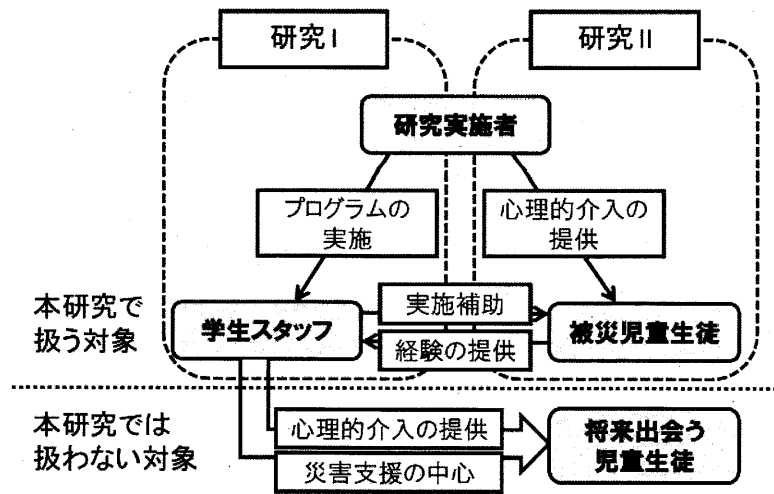 研究Ⅰ
研究Ⅱ
研究実施者
プログラムの
実施
心理的介入の
提供
本研究で
扱う対象
学生スタッフ
実施補助
経験の提供
被災児童生徒
本研究では
扱わない対象
心理的介入の提供
災害支援の中心
将来出会う
児童生徒